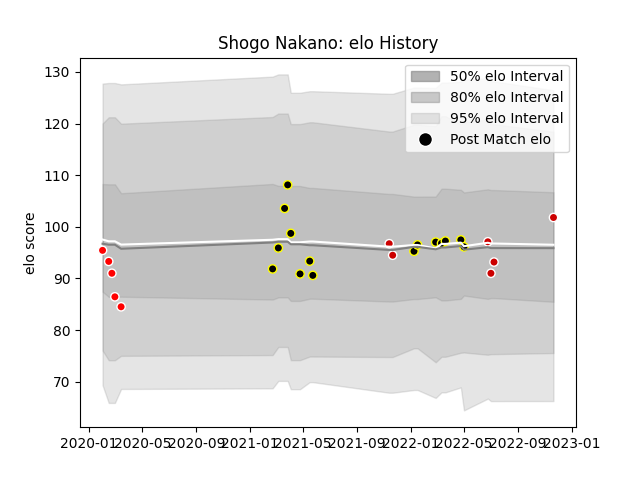 Shogo Nakano: elo History
50% elo Interval
80% elo Interval
95% elo Interval
Post Match elo
elo score
130
120
110
100
90
80
70
2020-01 2020-05 2020-09 2021-01 2021-05 2021-09 2022-01 2022-05 2022-09 2023-01